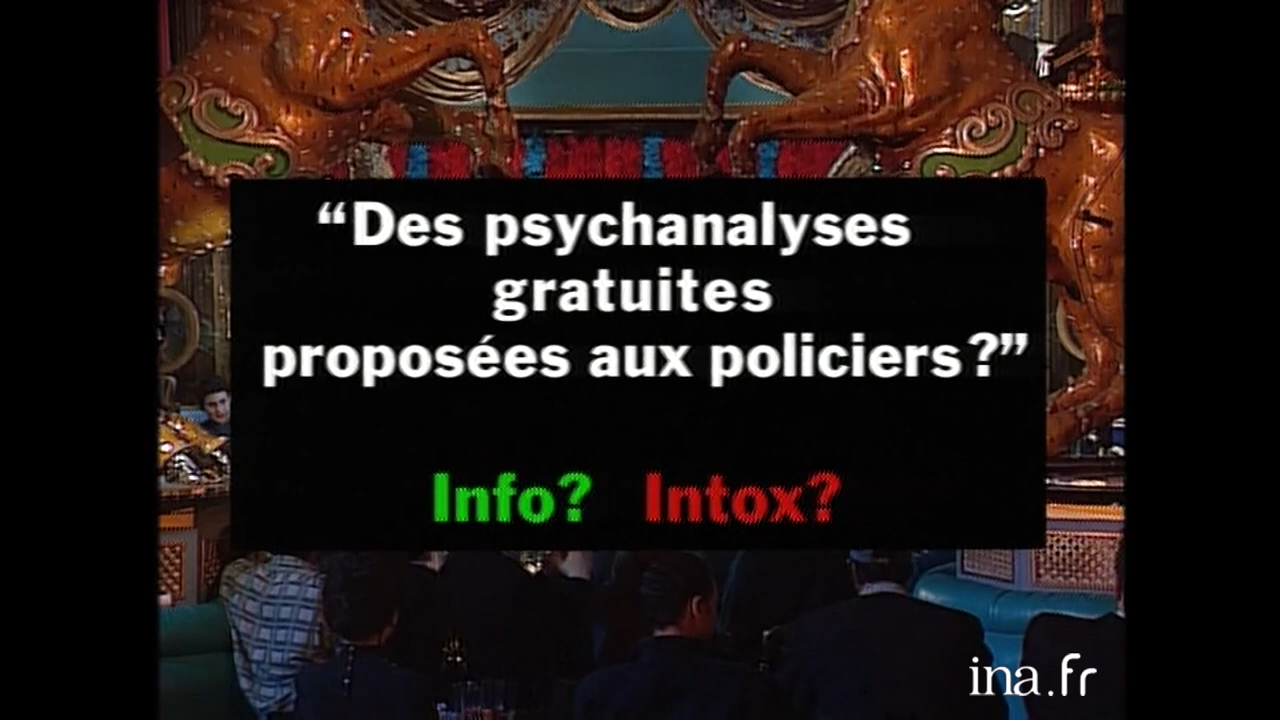 “Des psychanalyses
gratuites
proposées aux policiers?”
Info? Intox?
ina.fr